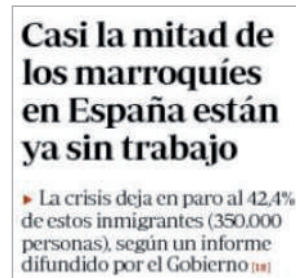 Casi la mitad de
los marroquíes
en España están
ya sin trabajo
▸ La crisis deja en paro al 42,4%
de estos inmigrantes (350.000
personas), según un informe
difundido por el Gobierno [18]